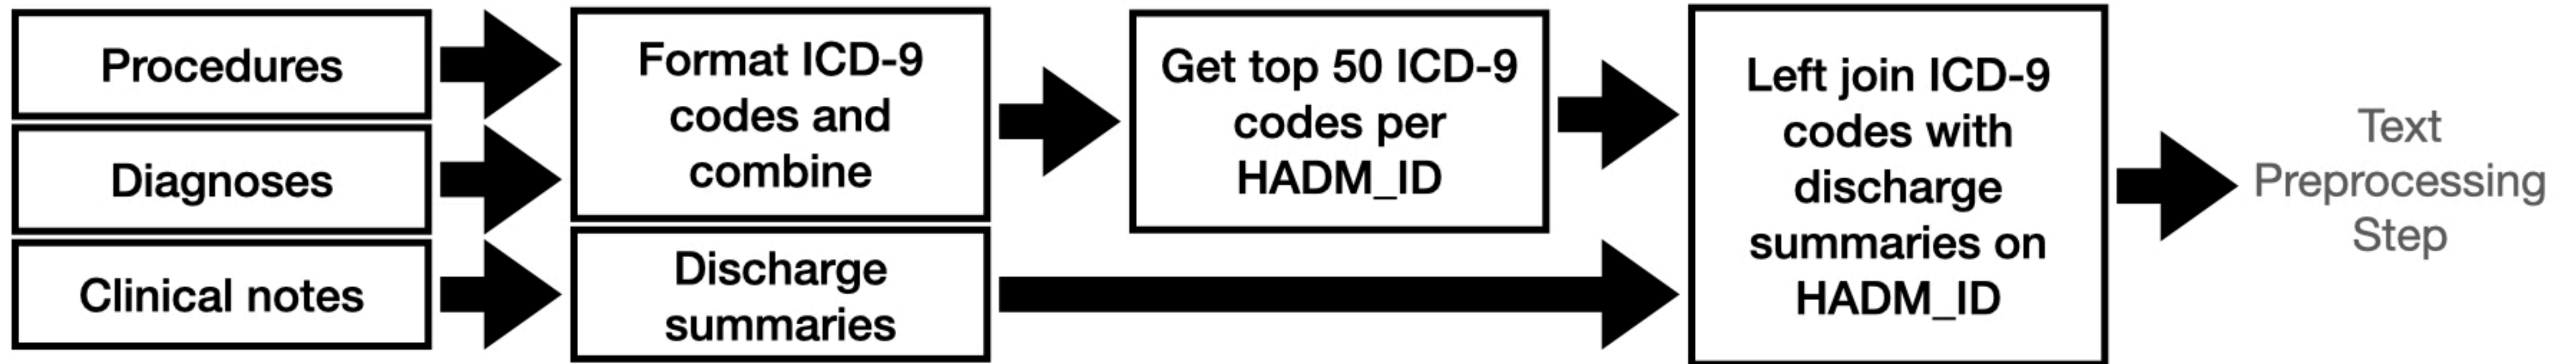 Procedures
Diagnoses
Clinical notes
Format ICD-9
codes and
combine
Discharge
summaries
Get top 50 ICD-9
codes per
HADM_ID
Left join ICD-9
codes with
discharge
summaries on
HADM_ID
Text
Preprocessing
Step